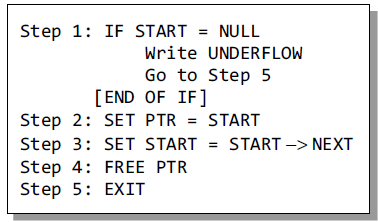 Step 1: IF START = NULL
Write UNDERFLOW
Go to Step 5
[END OF IF]
Step 2: SET PTR = START
Step 3: SET START = START —> NEXT
Step 4: FREE PTR
Step 5: EXIT